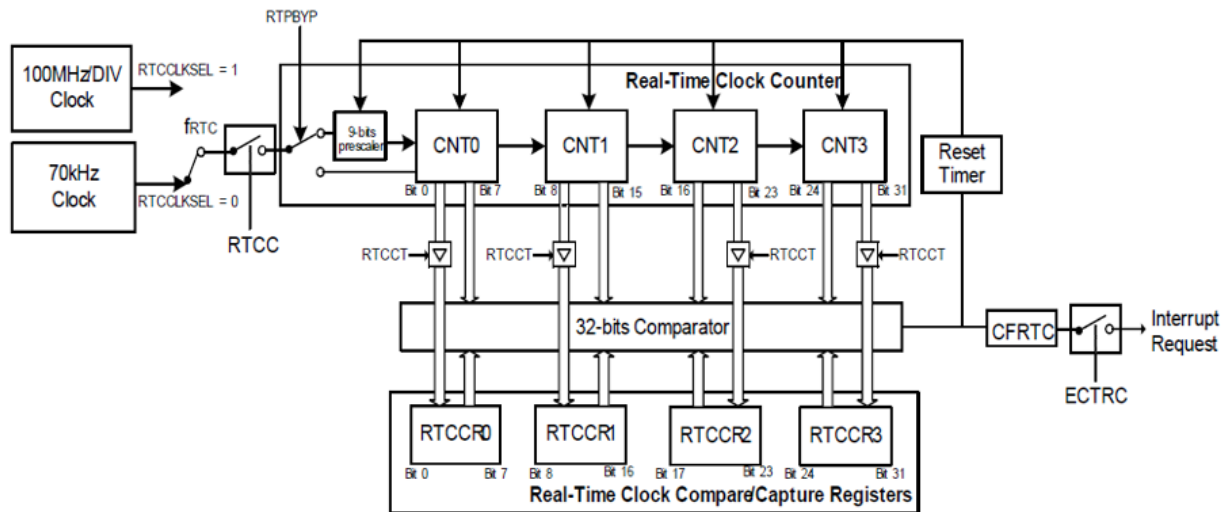 RTPBYP
100MHz/DIV
Clock
RTCCLKSEL = 1
Real-Time Clock Counter
fRTC
9-bits
prescaler
CNT0
CNT1
CNT2
CNT3
Reset
Timer
70kHz
Clock
RTCCLKSEL = 0
Bit 0
Bit 7
Bit 8
Bit 15
Bit 16
Bit 23
Bit 24
Bit 31
RTCC
RTCCT
RTCCT
RTCCT
RTCCT
32-bits Comparator
CFRTC
Interrupt
Request
ECTRC
RTCCR0
RTCCR1
RTCCR2
RTCCR3
Bit 0
Bit 7
Bit 8
Bit 16
Bit 17
Bit 23
Bit 24
Bit 31
Real-Time Clock Compare/Capture Registers